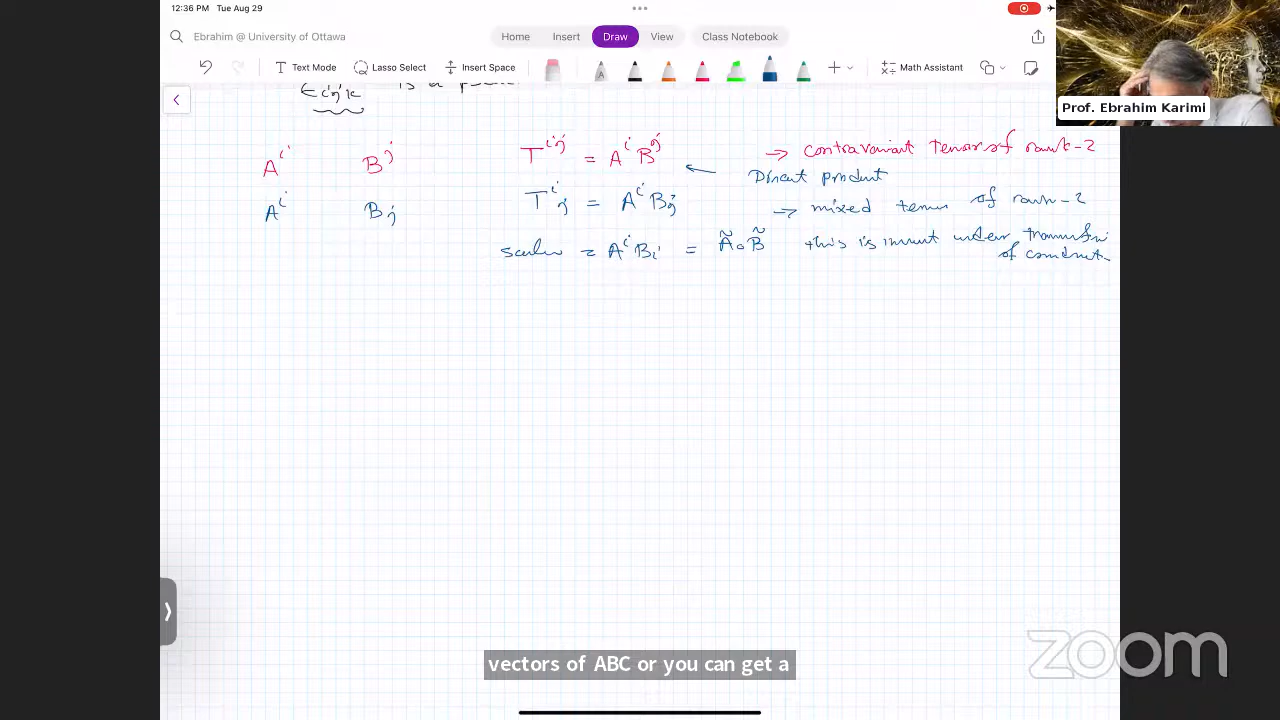 12:36 PM Tue Aug 29
Ebrahim @ University of Ottawa
Home Insert Draw View Class Notebook
Text Mode Lasso Select Insert Space Math Assistant
Prof. Ebrahim Karimi
ϵijk is a
A^i B^j T^{ij} = A^i B^j → contravariant tensor of rank-2
← Direct product
A^i B_j T^i_j = A^i B_j → mixed tensor of rank-2
scalar = A^i B_i = Ã∘B̃ this is under
of
zoom
vectors of ABC or you can get a